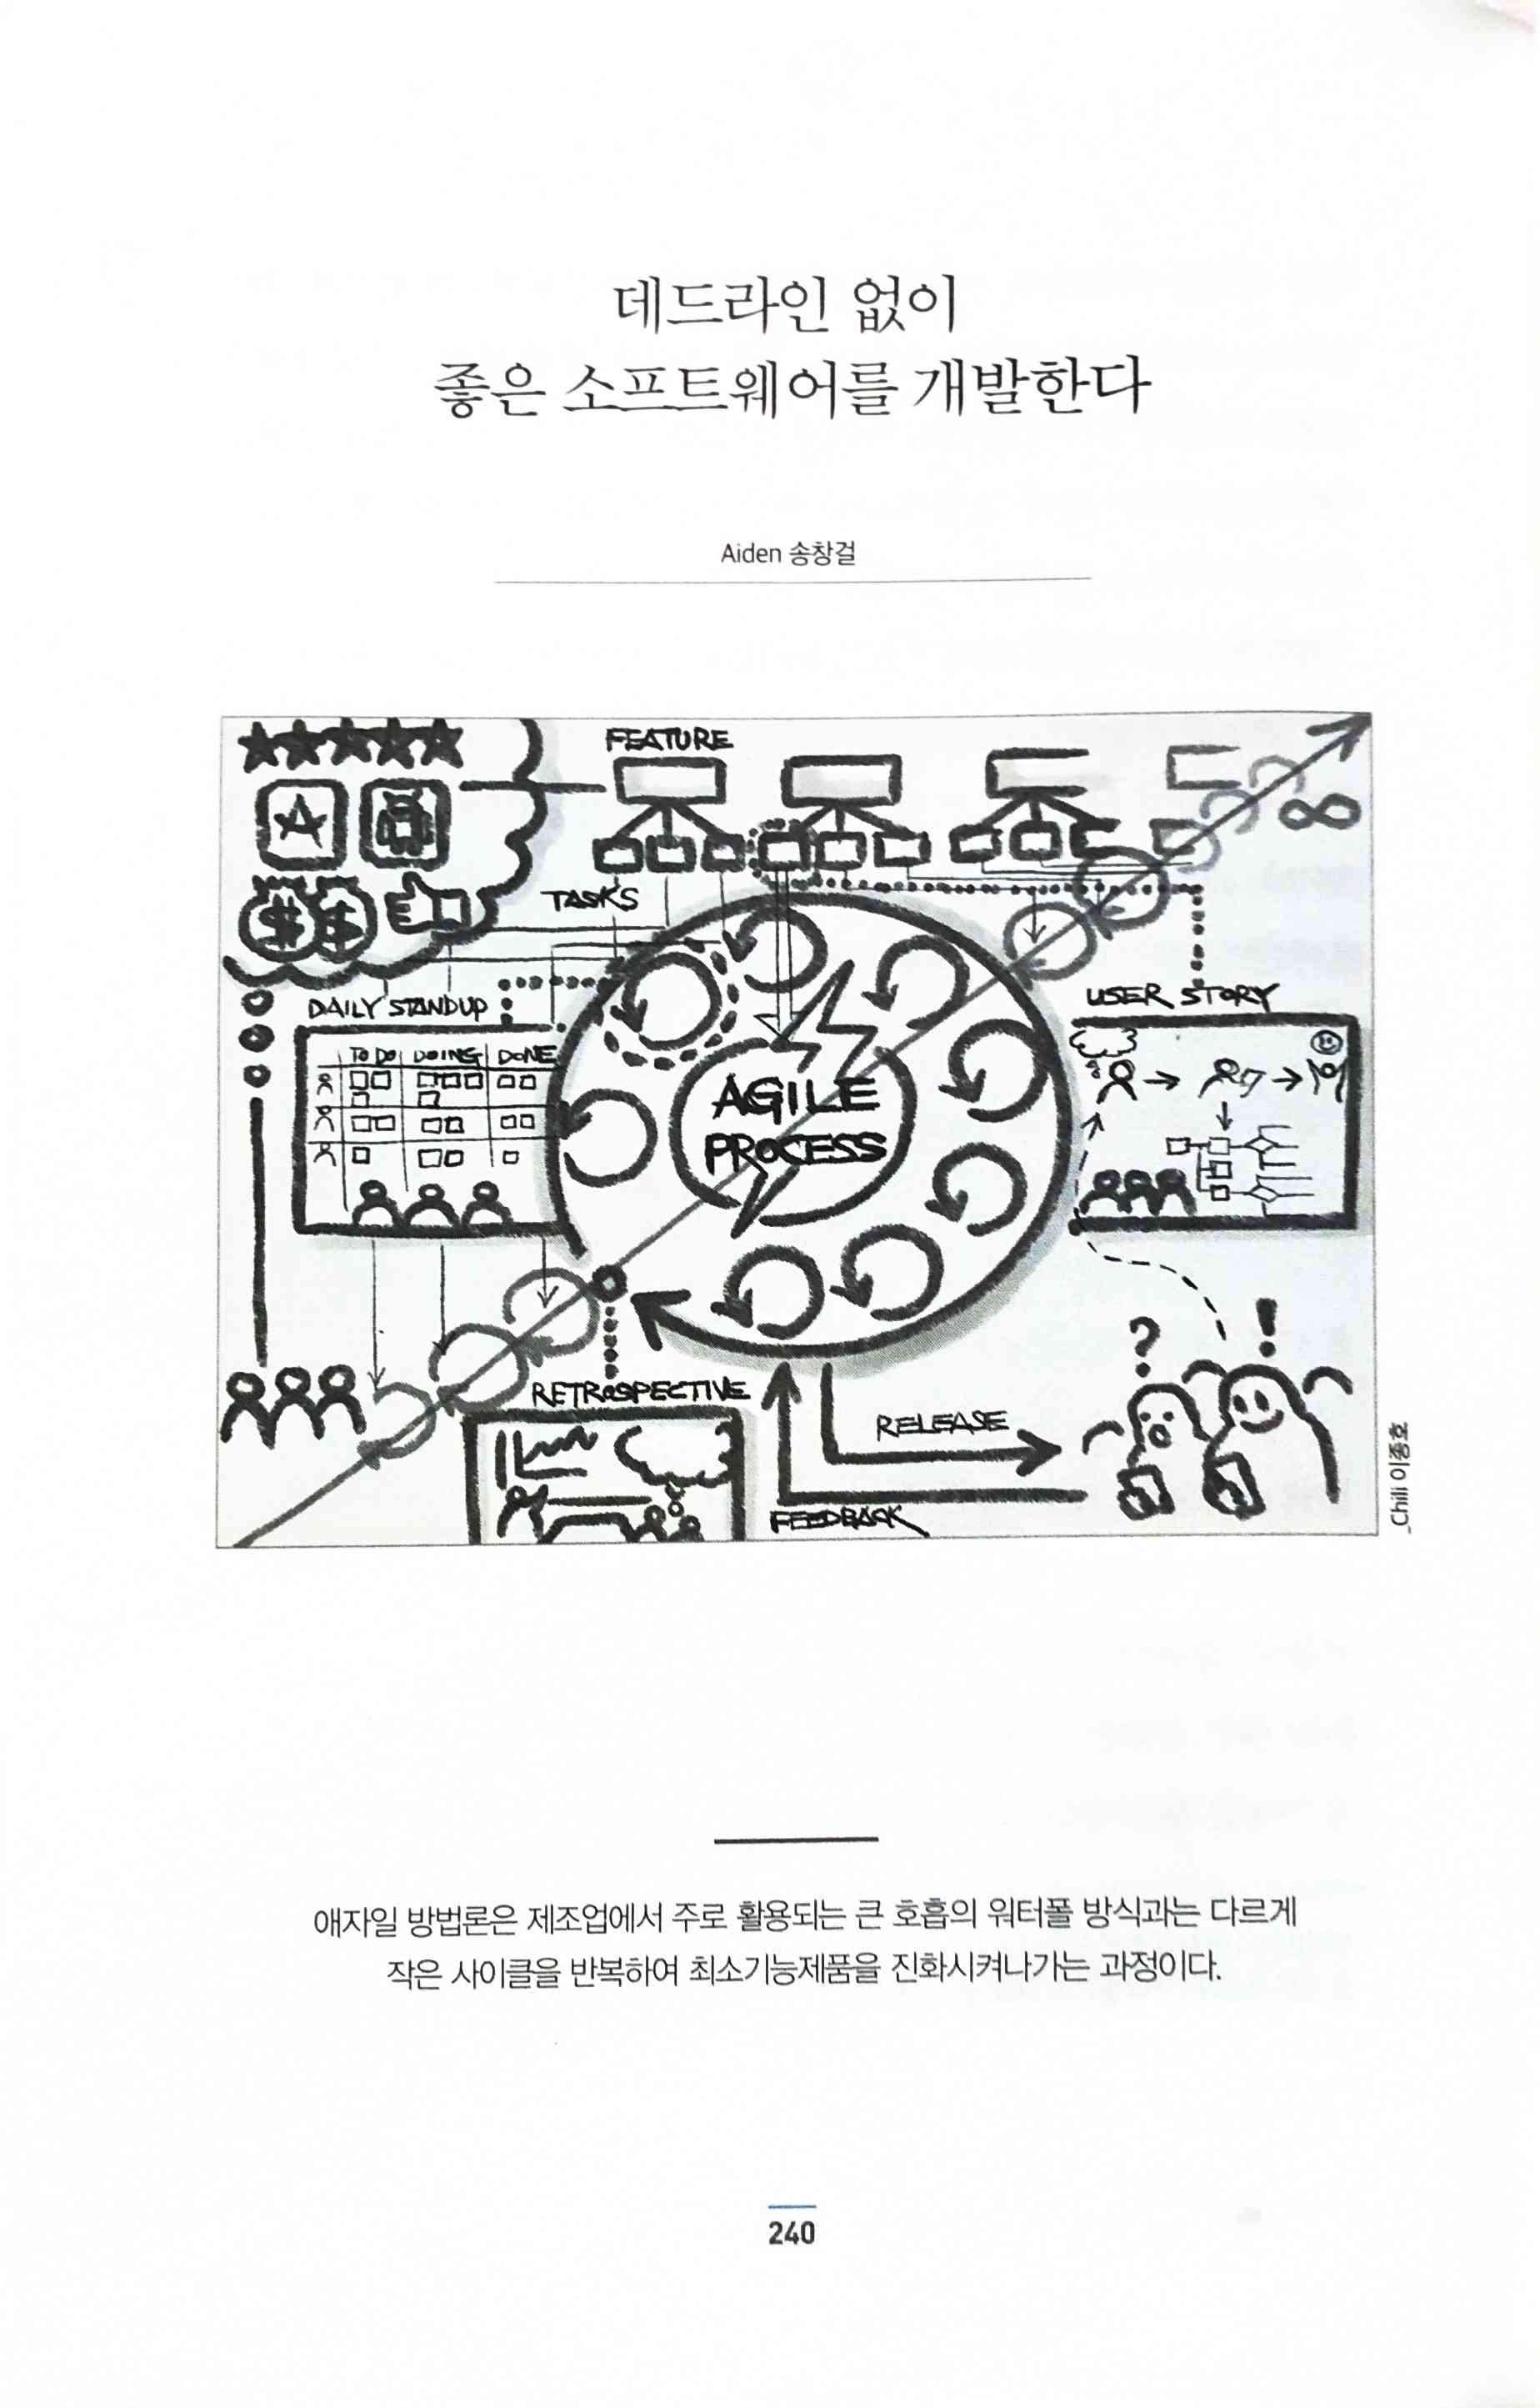 데드라인 없이
좋은 소프트웨어를 개발한다
Aiden 송창걸
FEATURE
TASKS
DAILY STANDUP
TO DO DOING DONE
USER STORY
AGILE
PROCESS
RETROSPECTIVE
RELEASE
FEEDBACK
_Chili 이종호
애자일 방법론은 제조업에서 주로 활용되는 큰 호흡의 워터폴 방식과는 다르게
작은 사이클을 반복하여 최소기능제품을 진화시켜나가는 과정이다.
240